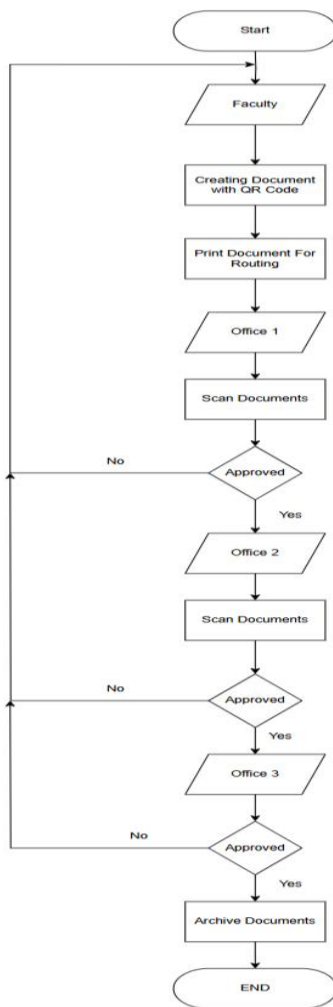 Start
Faculty
Creating Document
with QR Code
Print Document For
Routing
Office 1
Scan Documents
No
Approved
Yes
Office 2
Scan Documents
No
Approved
Yes
Office 3
No
Approved
Yes
Archive Documents
END